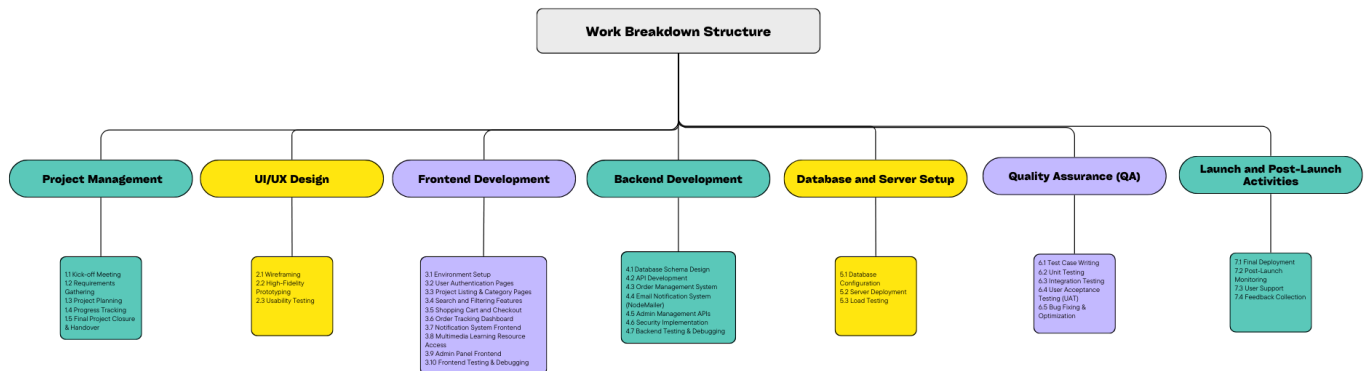 Work Breakdown Structure
Project Management
UI/UX Design
Frontend Development
Backend Development
Database and Server Setup
Quality Assurance (QA)
Launch and Post-Launch
Activities
1.1 Kick-off Meeting
1.2 Requirements
Gathering
1.3 Project Planning
1.4 Progress Tracking
1.5 Final Project Closure
& Handover
2.1 Wireframing
2.2 High-Fidelity
Prototyping
2.3 Usability Testing
3.1 Environment Setup
3.2 User Authentication Pages
3.3 Project Listing & Category Pages
3.4 Search and Filtering Features
3.5 Shopping Cart and Checkout
3.6 Order Tracking Dashboard
3.7 Notification System Frontend
3.8 Multimedia Learning Resource
Access
3.9 Admin Panel Frontend
3.10 Frontend Testing & Debugging
4.1 Database Schema Design
4.2 API Development
4.3 Order Management System
4.4 Email Notification System
(NodeMailer)
4.5 Admin Management APIs
4.6 Security Implementation
4.7 Backend Testing & Debugging
5.1 Database
Configuration
5.2 Server Deployment
5.3 Load Testing
6.1 Test Case Writing
6.2 Unit Testing
6.3 Integration Testing
6.4 User Acceptance
Testing (UAT)
6.5 Bug Fixing &
Optimization
7.1 Final Deployment
7.2 Post-Launch
Monitoring
7.3 User Support
7.4 Feedback Collection